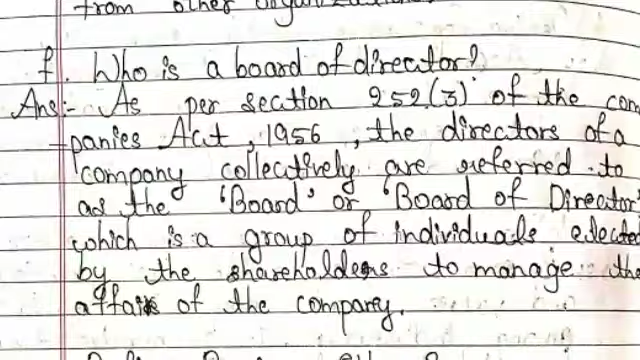 from other
f. Who is a board of director?
Ans:- As per section 252(3) of the com
-panies Act, 1956, the directors of a
company collectively are referred to
as the 'Board' or 'Board of Director'
which is a group of individuals elected
by the shareholders to manage the
affairs of the company.